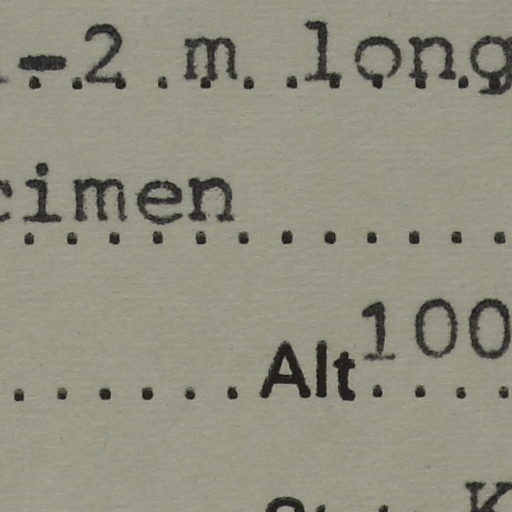 -2 m long
cimen
Alt 100